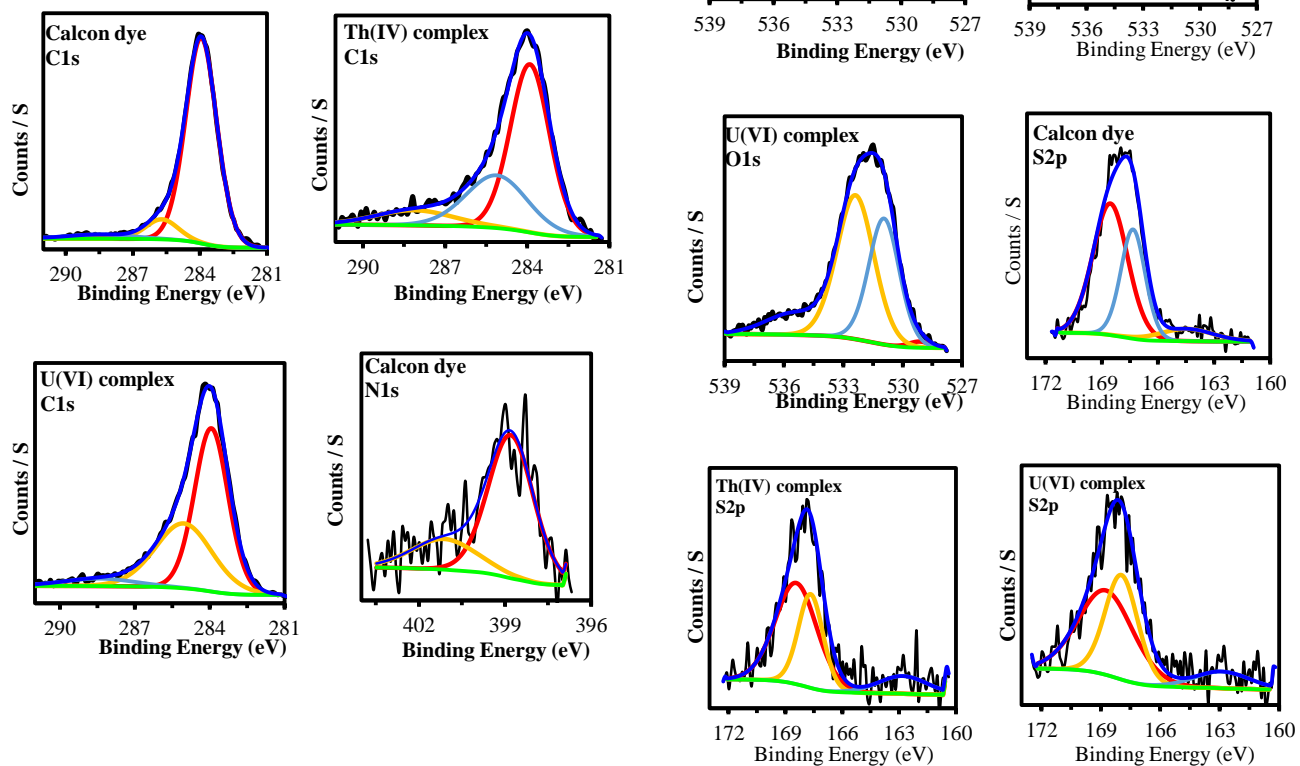 Calcon dye
C1s
Counts / S
290 287 284 281
Binding Energy (eV)
Th(IV) complex
C1s
Counts / S
290 287 284 281
Binding Energy (eV)
U(VI) complex
C1s
Counts / S
290 287 284 281
Binding Energy (eV)
Calcon dye
N1s
Counts / S
402 399 396
Binding Energy (eV)
539 536 533 530 527
Binding Energy (eV)
539 536 533 530 527
Binding Energy (eV)
U(VI) complex
O1s
Counts / S
539 536 533 530 527
Binding Energy (eV)
Calcon dye
S2p
Counts / S
172 169 166 163 160
Binding Energy (eV)
Th(IV) complex
S2p
Counts / S
172 169 166 163 160
Binding Energy (eV)
U(VI) complex
S2p
Counts / S
172 169 166 163 160
Binding Energy (eV)